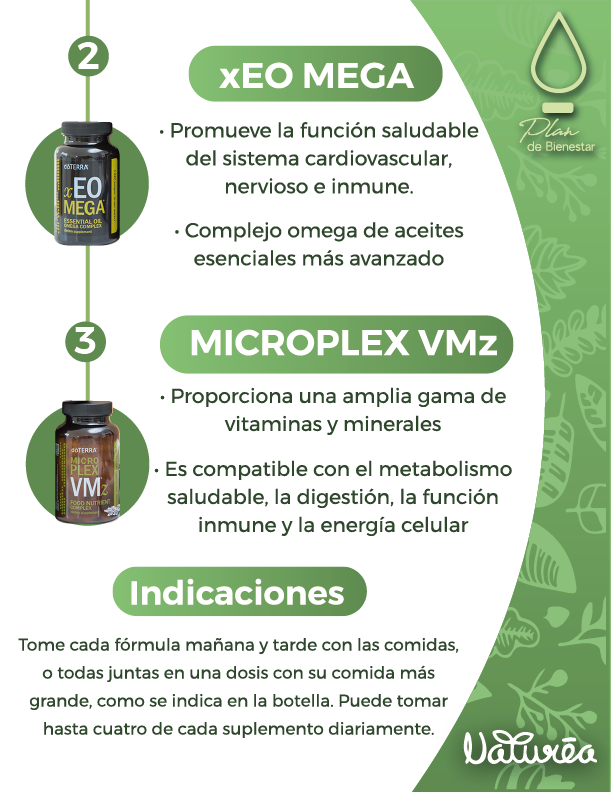 2
xEO MEGA
• Promueve la función saludable
del sistema cardiovascular,
nervioso e inmune.
• Complejo omega de aceites
esenciales más avanzado
Plan
de Bienestar
dōTERRA
xEO
MEGA
ESSENTIAL OIL
OMEGA COMPLEX
3
MICROPLEX VMz
• Proporciona una amplia gama de
vitaminas y minerales
• Es compatible con el metabolismo
saludable, la digestión, la función
inmune y la energía celular
dōTERRA
MICRO
PLEX
VMz
FOOD NUTRIENT
COMPLEX
Indicaciones
Tome cada fórmula mañana y tarde con las comidas,
o todas juntas en una dosis con su comida más
grande, como se indica en la botella. Puede tomar
hasta cuatro de cada suplemento diariamente.
Naturéa